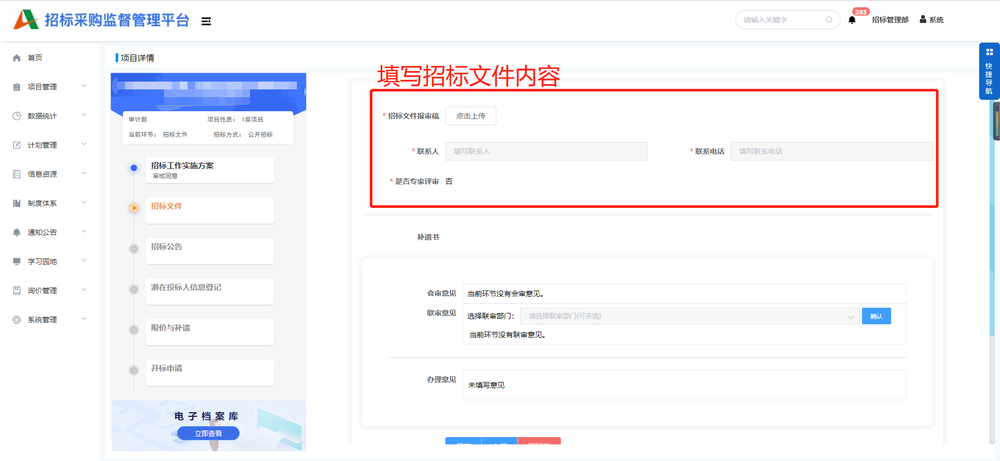 招标采购监督管理平台
请输入关键字
283
招标管理部
系统
首页
项目管理
数据统计
计划管理
信息资源
制度体系
通知公告
学习园地
询价管理
系统管理
项目详情
审计部
项目性质： I类项目
当前环节： 招标文件
招标方式： 公开招标
招标工作实施方案
审核同意
招标文件
招标公告
潜在投标人信息登记
限价与补遗
开标申请
电子档案库
立即查看
填写招标文件内容
* 招标文件报审稿 点击上传
* 联系人 填写联系人
* 联系电话 填写联系电话
* 是否专家评审 否
补遗书
会审意见 当前环节没有会审意见。
联审意见 选择联审部门： 请选择联审部门(可多选) 确认
当前环节没有联审意见。
办理意见 未填写意见
快捷导航